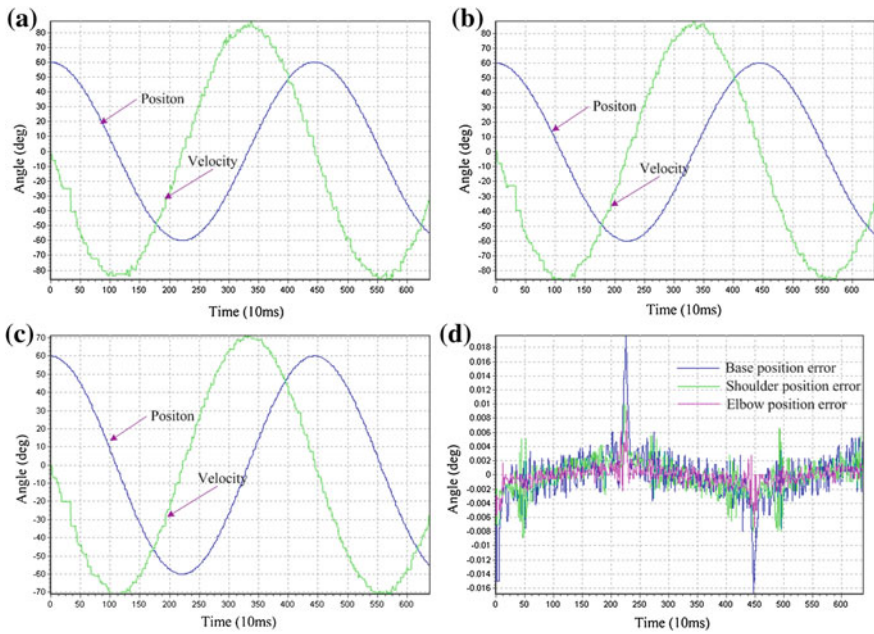 (a)
80
70
60
50
40
30
20
10
0
-10
-20
-30
-40
-50
-60
-70
-80
Angle (deg)
Positon
Velocity
0 50 100 150 200 250 300 350 400 450 500 550 600
Time (10ms)
(b)
80
70
60
50
40
30
20
10
0
-10
-20
-30
-40
-50
-60
-70
-80
Angle (deg)
Positon
Velocity
0 50 100 150 200 250 300 350 400 450 500 550 600
Time (10ms)
(c)
70
60
50
40
30
20
10
0
-10
-20
-30
-40
-50
-60
-70
Angle (deg)
Positon
Velocity
0 50 100 150 200 250 300 350 400 450 500 550 600
Time (10ms)
(d)
0.018
0.016
0.014
0.012
0.01
0.008
0.006
0.004
0.002
0
-0.002
-0.004
-0.006
-0.008
-0.01
-0.012
-0.014
-0.016
Angle (deg)
Base position error
Shoulder position error
Elbow position error
0 50 100 150 200 250 300 350 400 450 500 550 600
Time (10ms)